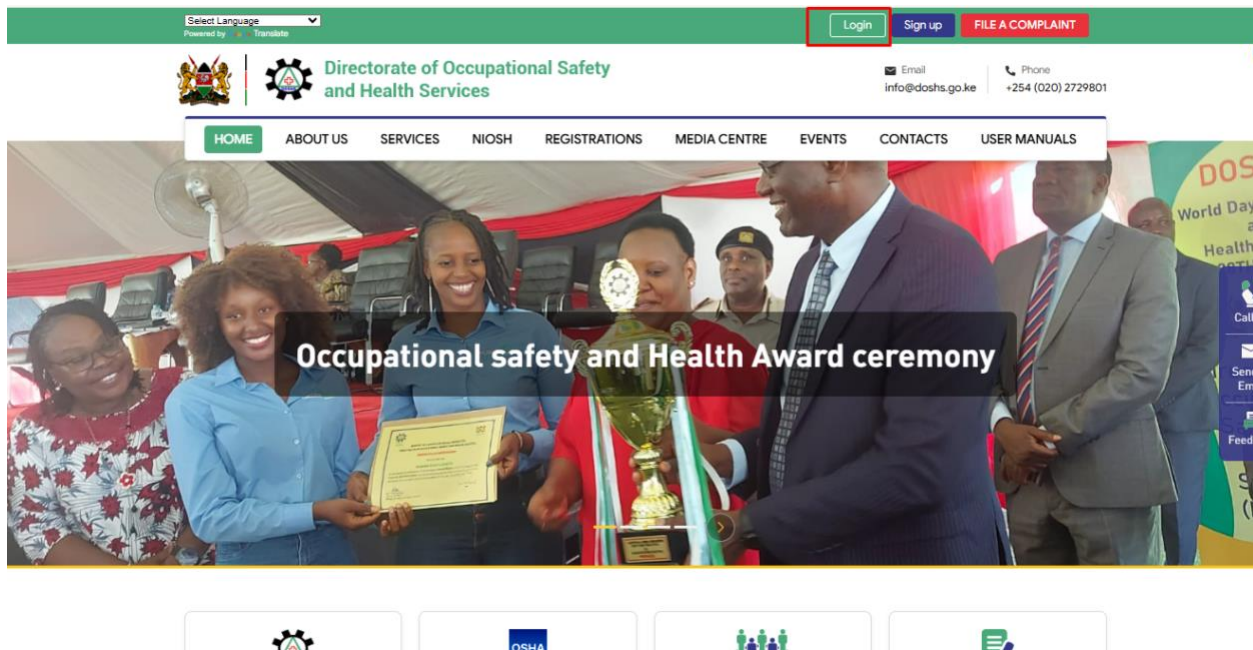 Select Language
Powered by Translate
Login
Sign up
FILE A COMPLAINT
Directorate of Occupational Safety
and Health Services
Email
info@doshs.go.ke
Phone
+254 (020) 2729801
HOME
ABOUT US
SERVICES
NIOSH
REGISTRATIONS
MEDIA CENTRE
EVENTS
CONTACTS
USER MANUALS
DOS
World Day
a
Health
Call
Send
Em
Feed
Occupational safety and Health Award ceremony
OSHA